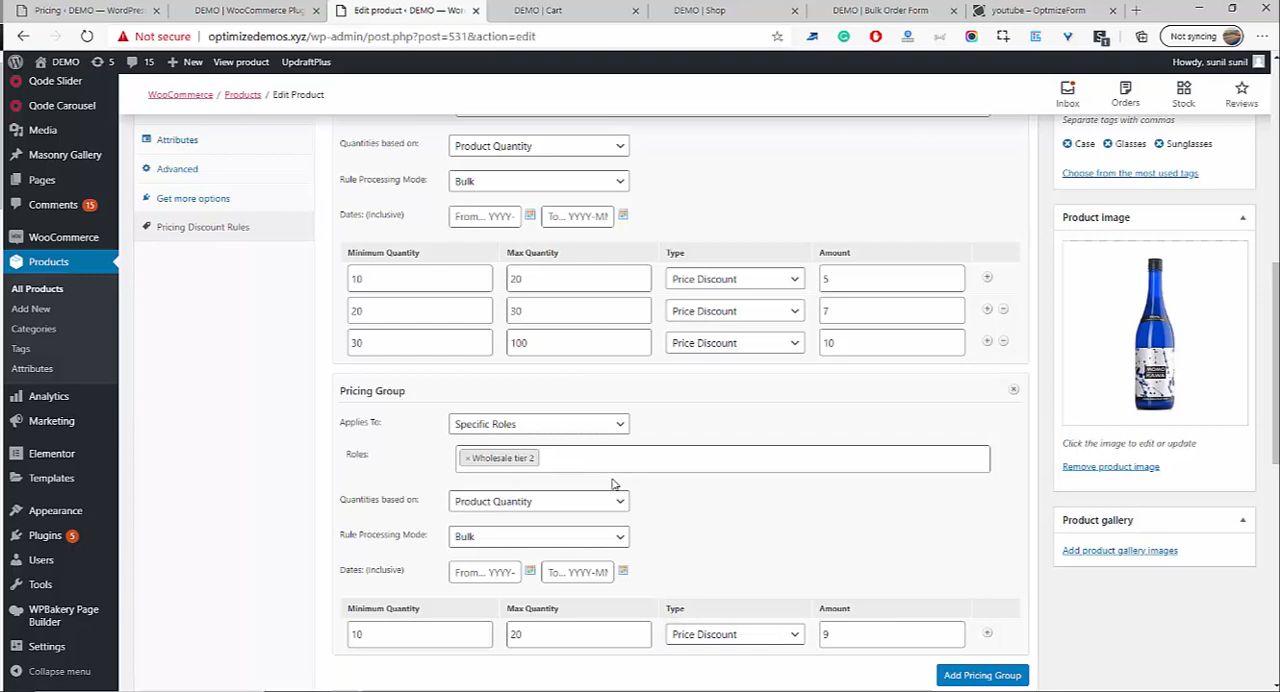 Pricing ‹ DEMO — WordPres
DEMO | WooCommerce Plug
Edit product ‹ DEMO — Wor
DEMO | Cart
DEMO | Shop
DEMO | Bulk Order Form
youtube – OptmizeForm
Not secure
optimizedemos.xyz/wp-admin/post.php?post=531&action=edit
Not syncing
DEMO
5
15
New
View product
UpdraftPlus
Howdy, sunil sunil
Qode Slider
Qode Carousel
Media
Masonry Gallery
Pages
Comments 15
WooCommerce
Products
All Products
Add New
Categories
Tags
Attributes
Analytics
Marketing
Elementor
Templates
Appearance
Plugins 5
Users
Tools
WPBakery Page
Builder
Settings
Collapse menu
WooCommerce / Products / Edit Product
Inbox
Orders
Stock
Reviews
Attributes
Advanced
Get more options
Pricing Discount Rules
Quantities based on:
Product Quantity
Rule Processing Mode:
Bulk
Dates: (Inclusive)
From... YYYY-
To... YYYY-MM
Minimum Quantity
Max Quantity
Type
Amount
10
20
Price Discount
5
20
30
Price Discount
7
30
100
Price Discount
10
Pricing Group
Applies To:
Specific Roles
Roles:
× Wholesale tier 2
Quantities based on:
Product Quantity
Rule Processing Mode:
Bulk
Dates: (Inclusive)
From... YYYY-
To... YYYY-MM
Minimum Quantity
Max Quantity
Type
Amount
10
20
Price Discount
9
Add Pricing Group
Separate tags with commas
Case
Glasses
Sunglasses
Choose from the most used tags
Product image
Click the image to edit or update
Remove product image
Product gallery
Add product gallery images